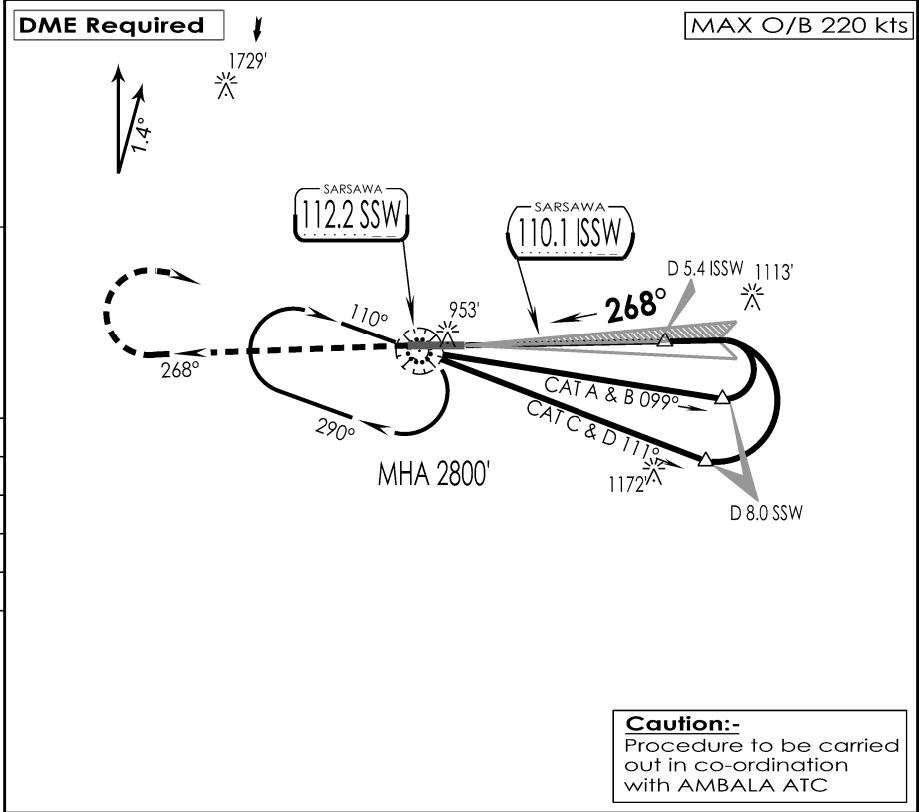 DME Required
MAX O/B 220 kts
1729'
1.4°
SARSAWA
112.2 SSW
SARSAWA
110.1 ISSW
D 5.4 ISSW
1113'
268°
953'
110°
268°
CAT A & B 099°
CAT C & D 111°
290°
MHA 2800'
1172'
D 8.0 SSW
Caution:-
Procedure to be carried
out in co-ordination
with AMBALA ATC